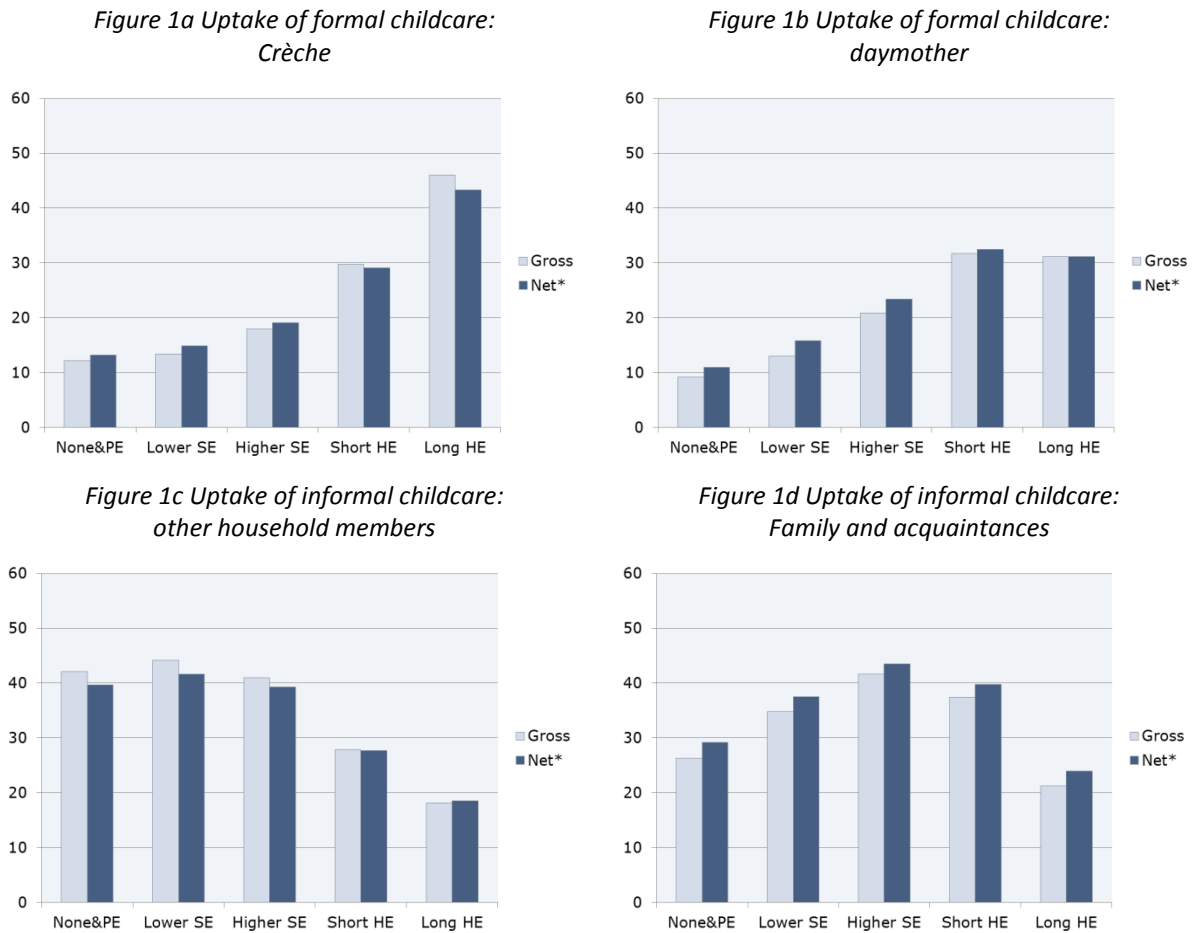 Figure 1a Uptake of formal childcare:
Crèche
60
50
40
30
20
10
0
None&PE Lower SE Higher SE Short HE Long HE
Gross
Net*
Figure 1b Uptake of formal childcare:
daymother
60
50
40
30
20
10
0
None&PE Lower SE Higher SE Short HE Long HE
Gross
Net*
Figure 1c Uptake of informal childcare:
other household members
60
50
40
30
20
10
0
None&PE Lower SE Higher SE Short HE Long HE
Gross
Net*
Figure 1d Uptake of informal childcare:
Family and acquaintances
60
50
40
30
20
10
0
None&PE Lower SE Higher SE Short HE Long HE
Gross
Net*